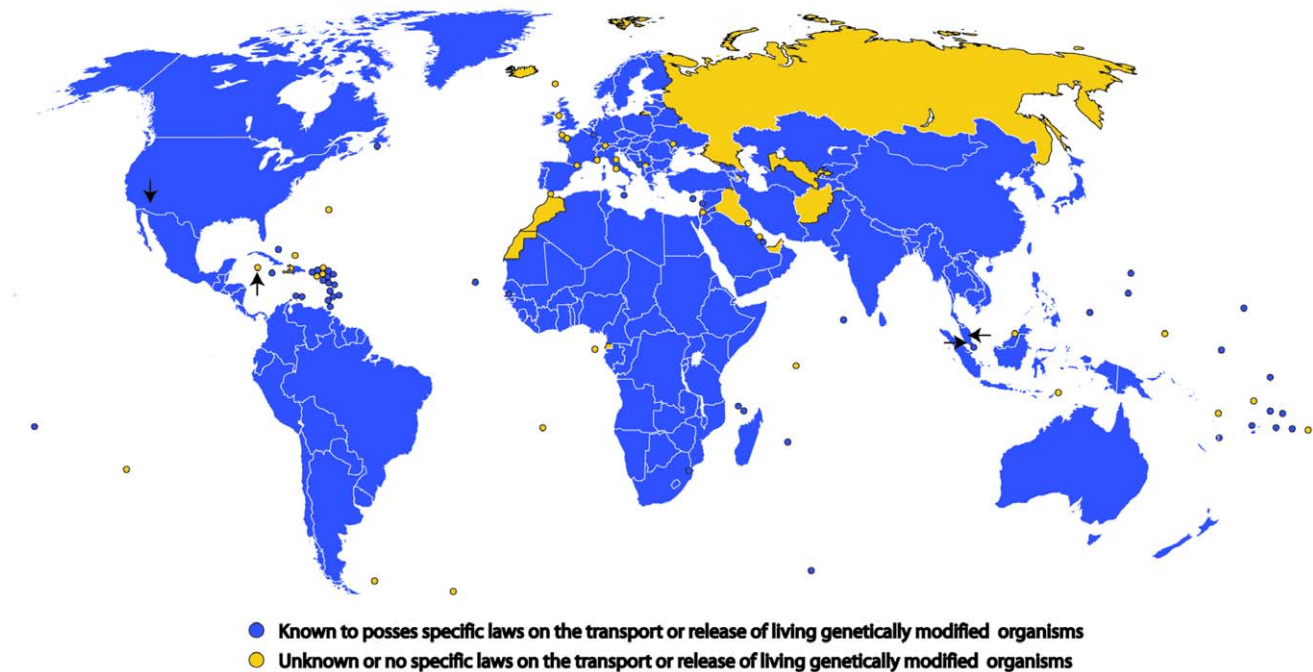 Known to posses specific laws on the transport or release of living genetically modified organisms
Unknown or no specific laws on the transport or release of living genetically modified organisms